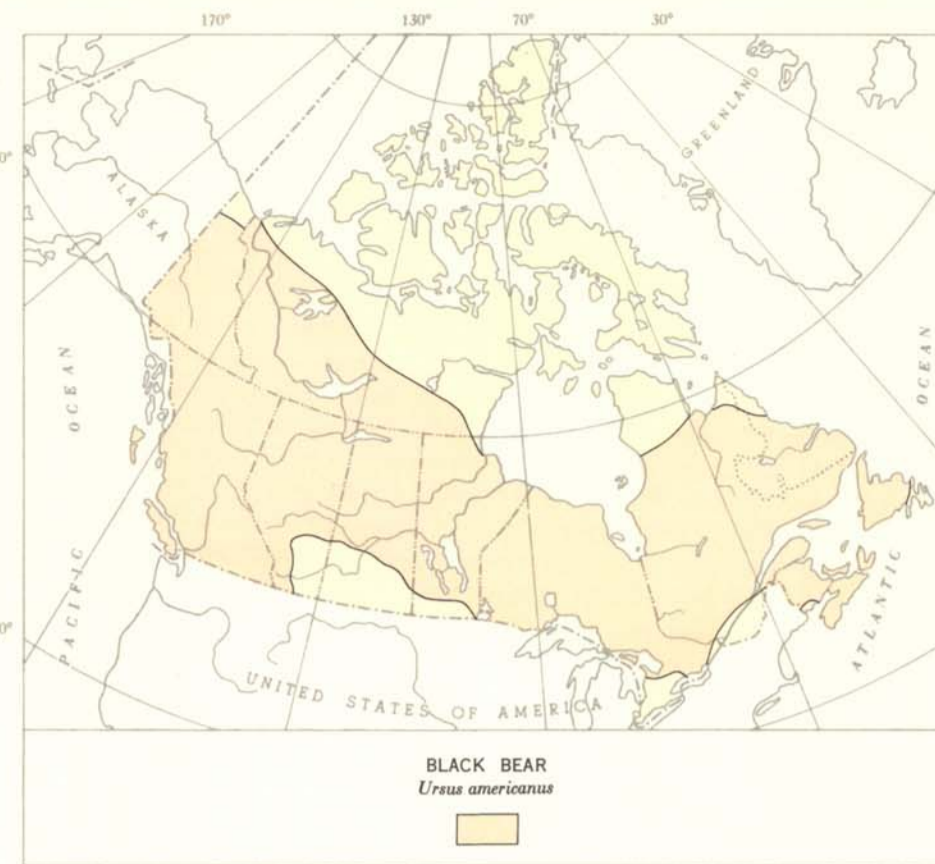 170° 130° 70° 30°
GREENLAND
ALASKA
OCEAN
OCEAN
PACIFIC
ATLANTIC
UNITED STATES OF AMERICA
BLACK BEAR
Ursus americanus